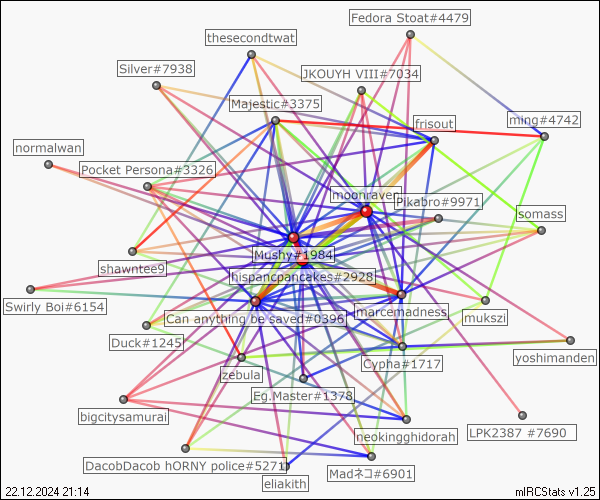 Fedora Stoat#4479
thesecondtwat
Silver#7938
JKOUYH VIII#7034
Majestic#3375
frisout
ming#4742
normalwan
Pocket Persona#3326
moonraven
Pikabro#9971
somass
Mushy#1984
shawntee9
hispancpancakes#2928
Swirly Boi#6154
Can anything be saved#0396
marcemadness
mukszi
Duck#1245
Cypha#1717
yoshimanden
zebula
Eg.Master#1378
bigcitysamurai
neokingghidorah
LPK2387 #7690
DacobDacob hORNY police#5271
Madネコ#6901
eliakith
22.12.2024 21:14
mIRCStats v1.25